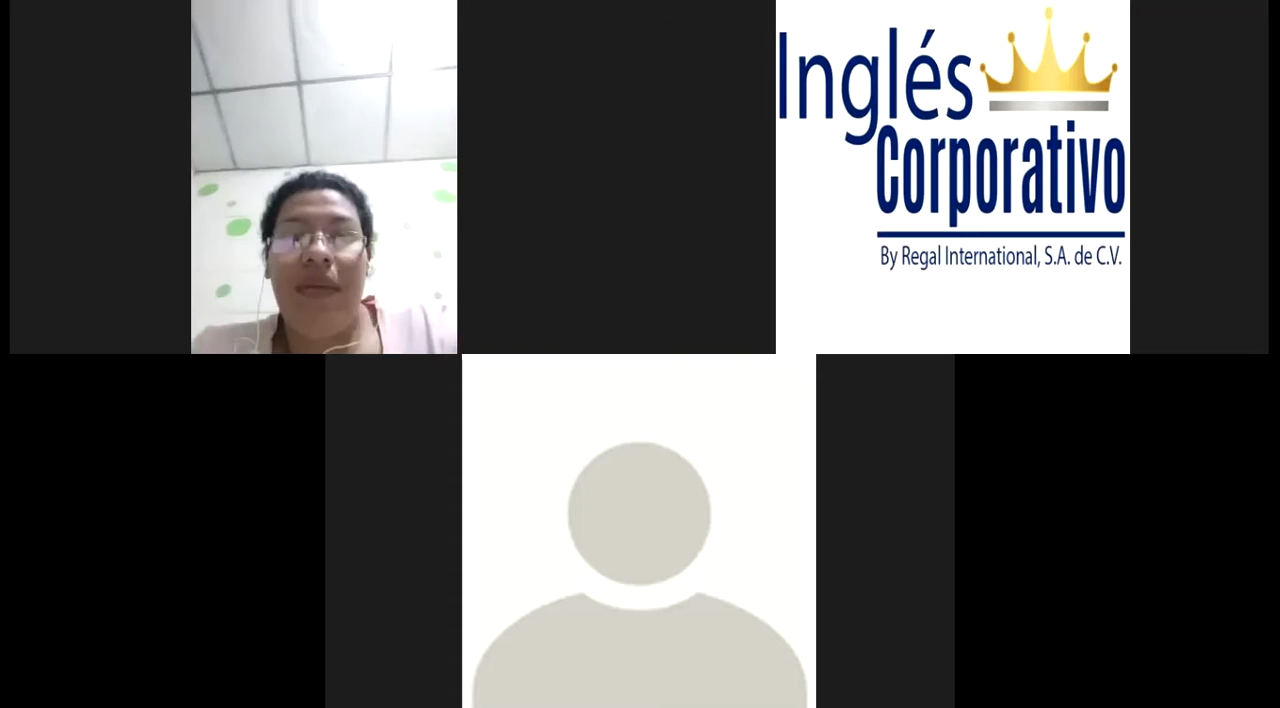 Inglés
Corporativo
By Regal International, S.A. de C.V.